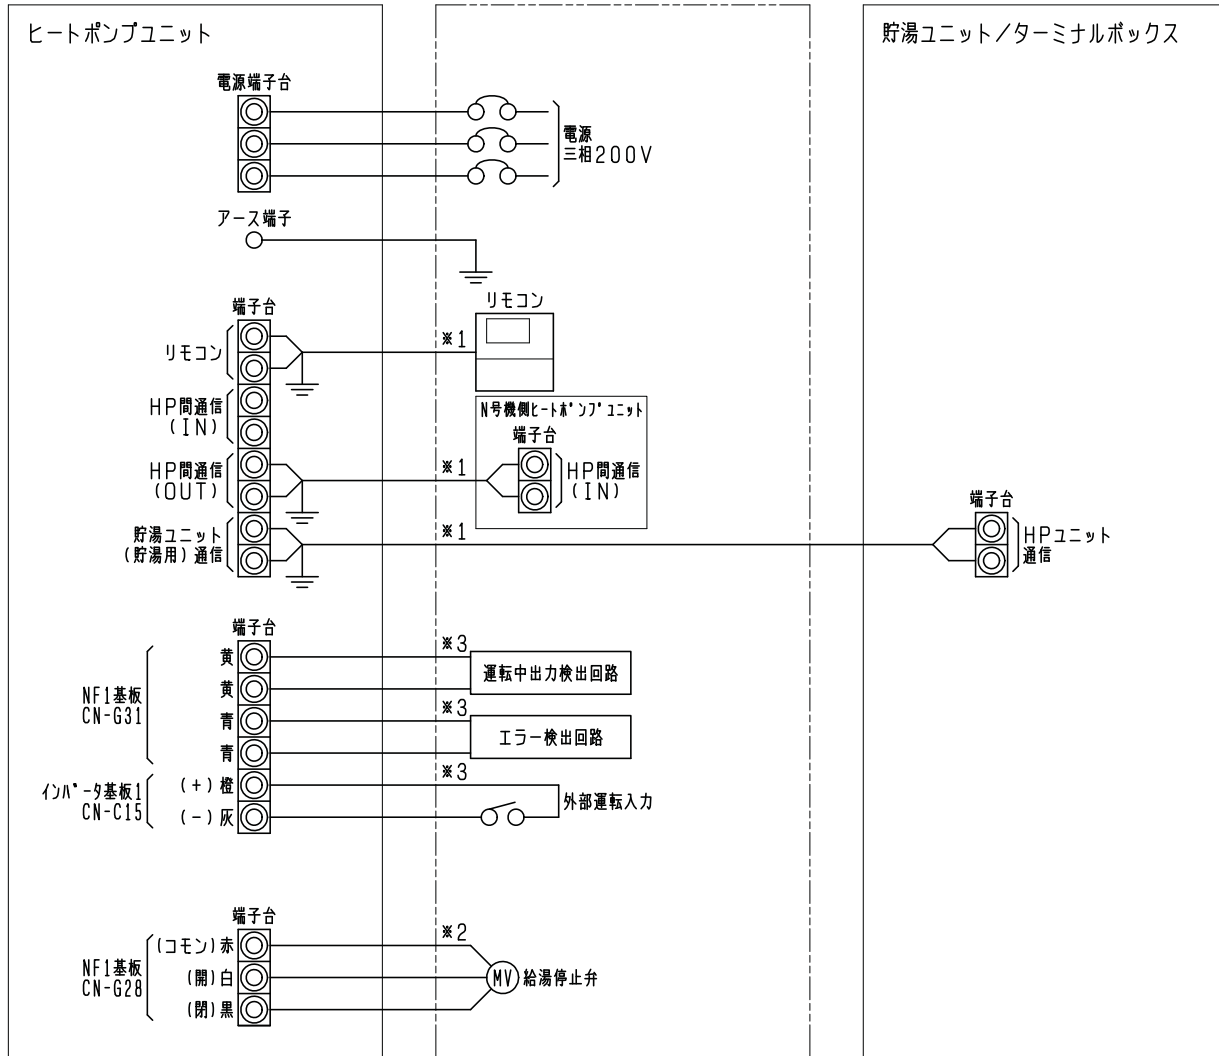 ヒートポンプユニット
貯湯ユニット／ターミナルボックス
電源端子台
電源
三相200V
アース端子
端子台
リモコン
※1
リモコン
HP間通信
(IN)
N号機側ヒートポンプユニット
端子台
HP間通信
(OUT)
※1
HP間通信
(IN)
貯湯ユニット
(貯湯用)通信
※1
端子台
HPユニット
通信
端子台
NF1基板
CN-G31
黄
黄
青
青
※3
運転中出力検出回路
※3
エラー検出回路
インバータ基板1
CN-C15
(+)橙
(-)灰
※3
外部運転入力
端子台
NF1基板
CN-G28
(コモン)赤
(開)白
(閉)黒
※2
MV
給湯停止弁